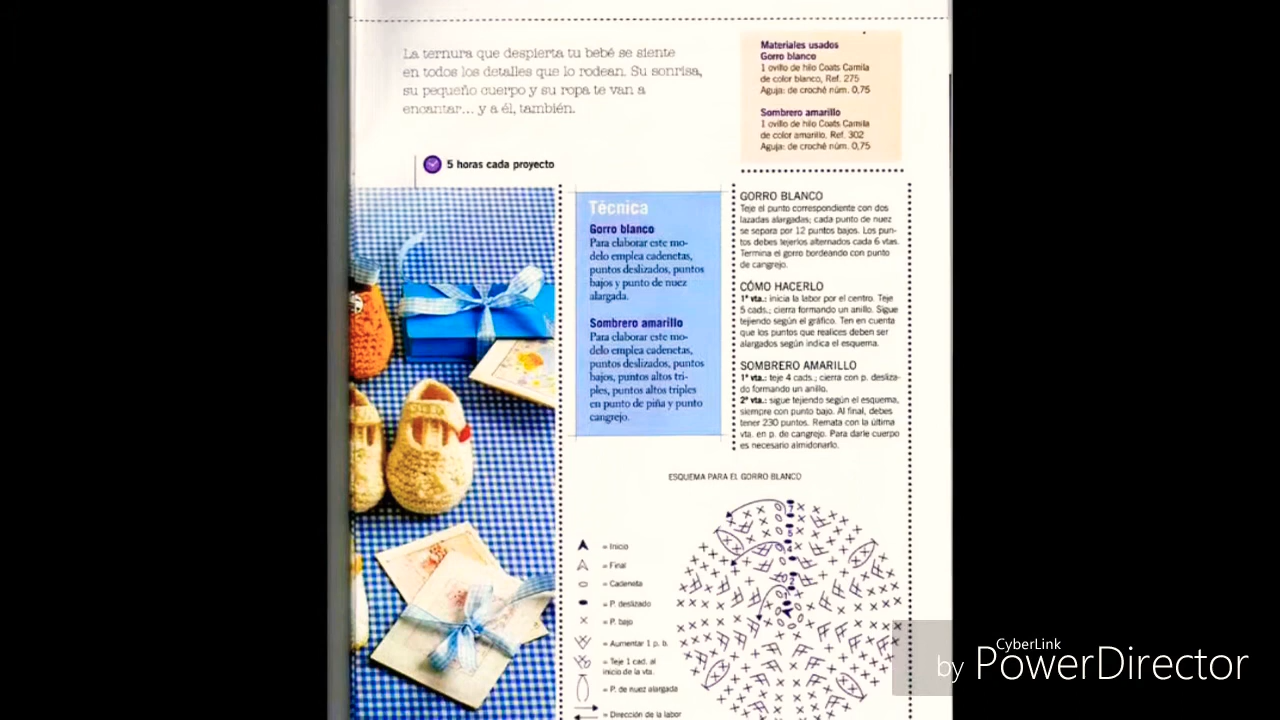 La ternura que despierta tu bebé se siente
en todos los detalles que lo rodean. Su sonrisa,
su pequeño cuerpo y su ropa te van a
encantar... y a él, también.
Materiales usados
Gorro blanco
1 ovillo de hilo Coats Camila
de color blanco, Ref. 275
Aguja: de croché núm. 0,75
Sombrero amarillo
1 ovillo de hilo Coats Camila
de color amarillo, Ref. 302
Aguja: de croché núm. 0,75
5 horas cada proyecto
Técnica
Gorro blanco
Para elaborar este mo-
delo emplea cadenetas,
puntos deslizados, puntos
bajos y punto de nuez
alargada.
Sombrero amarillo
Para elaborar este mo-
delo emplea cadenetas,
puntos deslizados, puntos
bajos, puntos altos tri-
ples, puntos altos triples
en punto de piña y punto
cangrejo.
GORRO BLANCO
Teje el punto correspondiente con dos
lazadas alargadas; cada punto de nuez
se separa por 12 puntos bajos. Los pun-
tos debes tejerlos alternados cada 6 vtas.
Termina el gorro bordeando con punto
de cangrejo.
CÓMO HACERLO
1ª vta.: inicia la labor por el centro. Teje
5 cads.; cierra formando un anillo. Sigue
tejiendo según el gráfico. Ten en cuenta
que los puntos que realices deben ser
alargados según indica el esquema.
SOMBRERO AMARILLO
1ª vta.: teje 4 cads.; cierra con p. desliza-
do formando un anillo.
2ª vta.: sigue tejiendo según el esquema,
siempre con punto bajo. Al final, debes
tener 230 puntos. Remata con la última
vta. en p. de cangrejo. Para darle cuerpo
es necesario almidonarlo.
ESQUEMA PARA EL GORRO BLANCO
= Inicio
= Final
= Cadeneta
= P. deslizado
= P. bajo
= Aumentar 1 p. b.
= Teje 1 cad. al
inicio de la vta.
= P. de nuez alargada
= Dirección de la labor
CyberLink
by PowerDirector